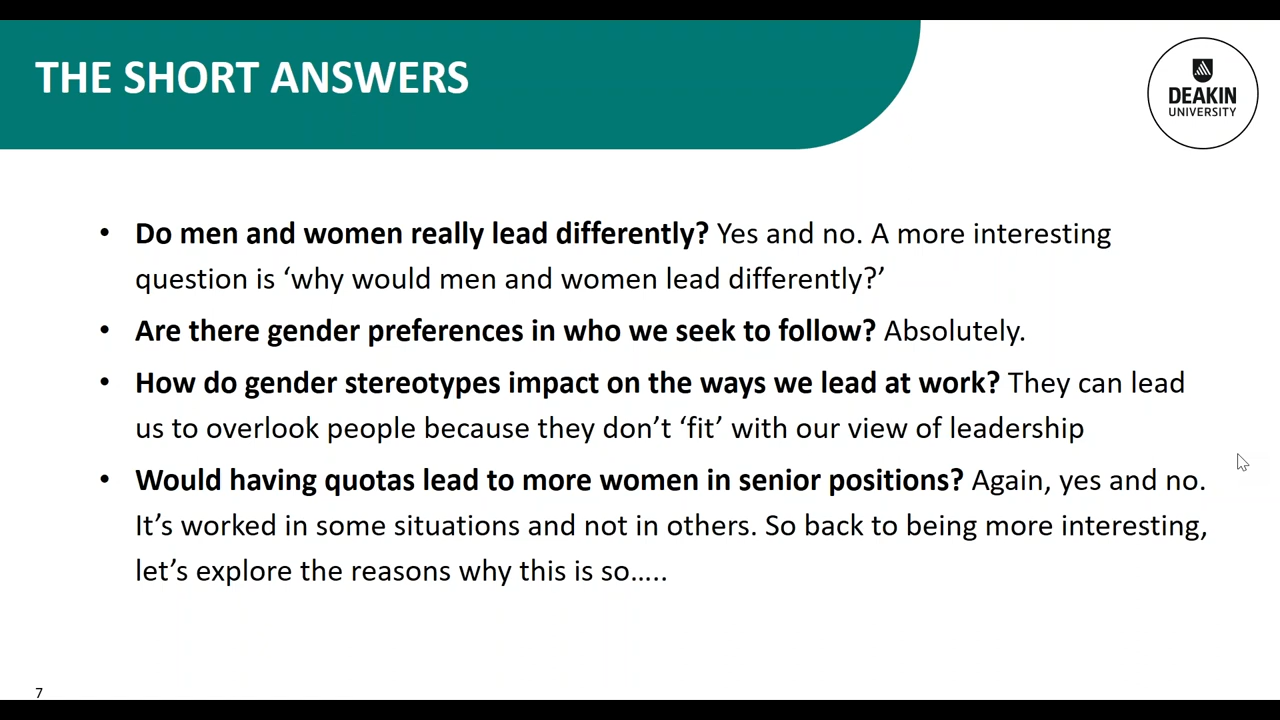 THE SHORT ANSWERS
DEAKIN
UNIVERSITY
• Do men and women really lead differently? Yes and no. A more interesting
question is ‘why would men and women lead differently?’
• Are there gender preferences in who we seek to follow? Absolutely.
• How do gender stereotypes impact on the ways we lead at work? They can lead
us to overlook people because they don’t ‘fit’ with our view of leadership
• Would having quotas lead to more women in senior positions? Again, yes and no.
It’s worked in some situations and not in others. So back to being more interesting,
let’s explore the reasons why this is so…..
7